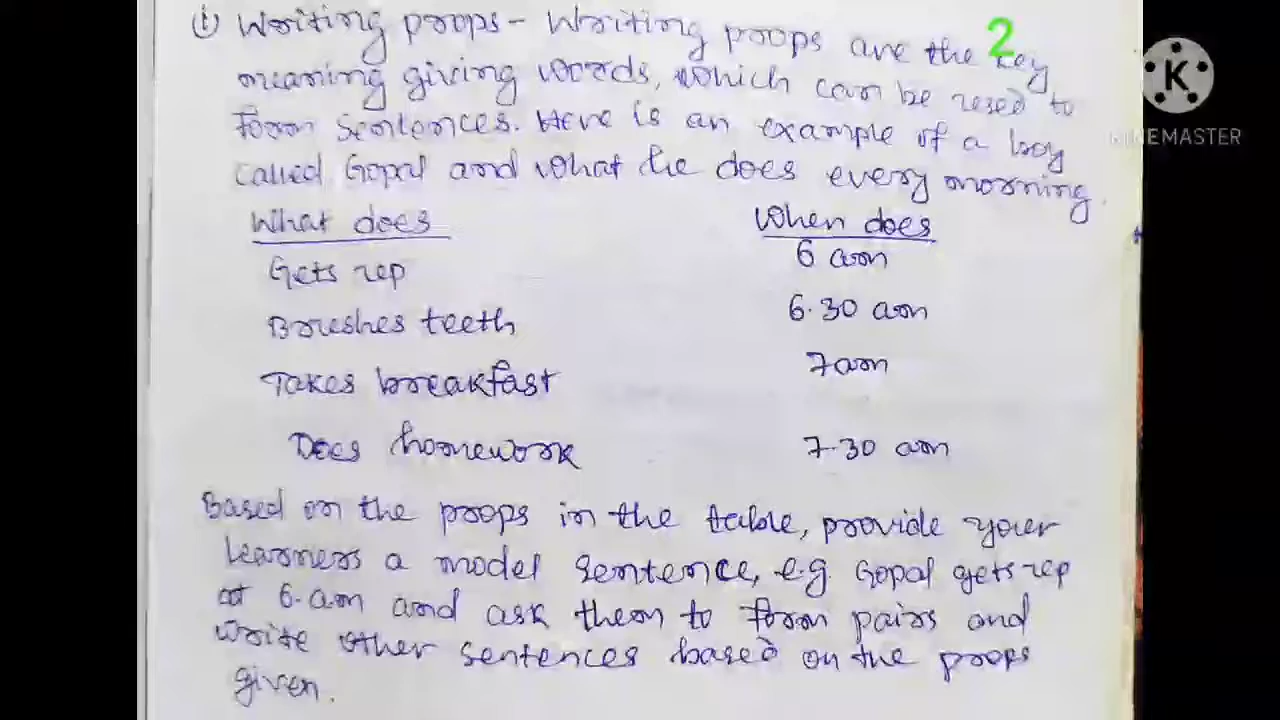 (i) Writing props - Writing props are the key
2
meaning giving words, which can be used to
form sentences. Here is an example of a boy
called Gopal and what he does every morning.
What does When does
Gets up 6 am
Brushes teeth 6.30 am
Takes breakfast 7 am
Does homework 7.30 am
Based on the props in the table, provide your
learners a model sentence, e.g. Gopal gets up
at 6. am and ask them to form pairs and
write other sentences based on the props
given.
K
KINEMASTER